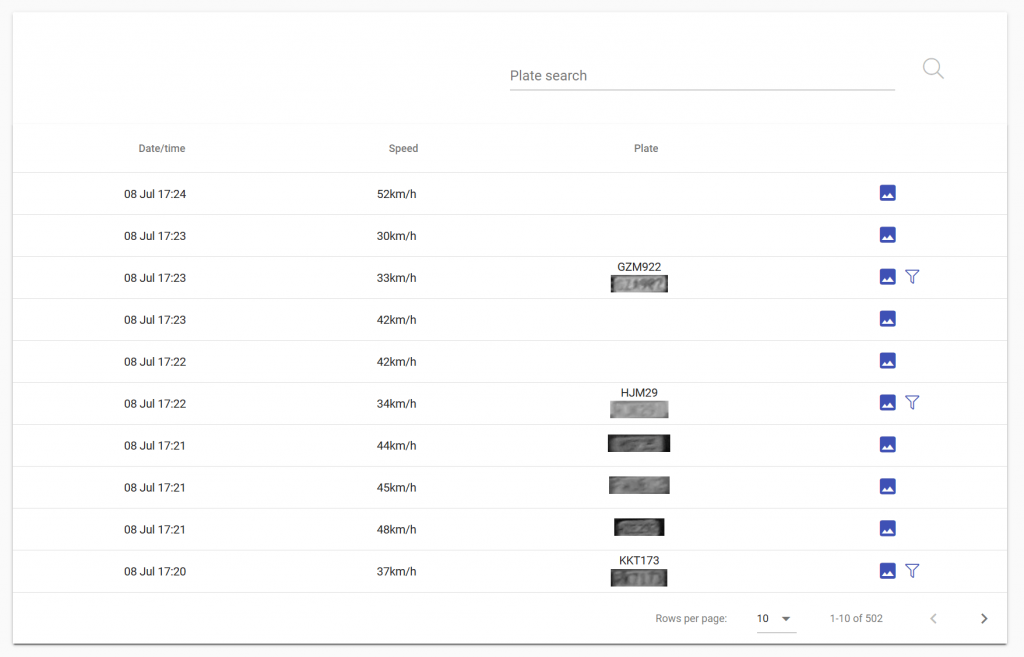 Plate search
Date/time Speed Plate
08 Jul 17:24 52km/h
08 Jul 17:23 30km/h
08 Jul 17:23 33km/h GZM922
08 Jul 17:23 42km/h
08 Jul 17:22 42km/h
08 Jul 17:22 34km/h HJM29
08 Jul 17:21 44km/h
08 Jul 17:21 45km/h
08 Jul 17:21 48km/h
08 Jul 17:20 37km/h KKT173
Rows per page: 10 1-10 of 502